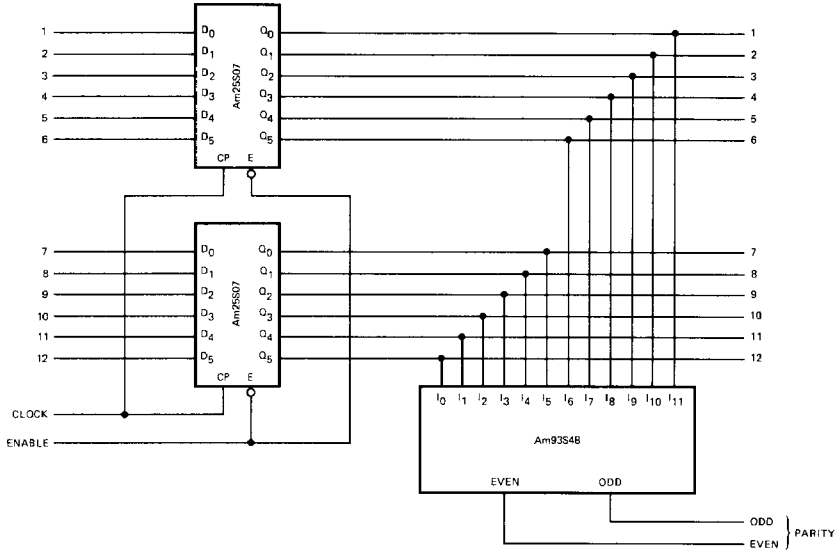 1 D0 Q0 1
2 D1 Q1 2
3 D2 Q2 3
4 D3 Q3 4
5 D4 Q4 5
6 D5 Q5 6
Am25S07
CP E
7 D0 Q0 7
8 D1 Q1 8
9 D2 Q2 9
10 D3 Q3 10
11 D4 Q4 11
12 D5 Q5 12
Am25S07
CP E
I0 I1 I2 I3 I4 I5 I6 I7 I8 I9 I10 I11
CLOCK
ENABLE
Am93S48
EVEN ODD
ODD
EVEN
PARITY